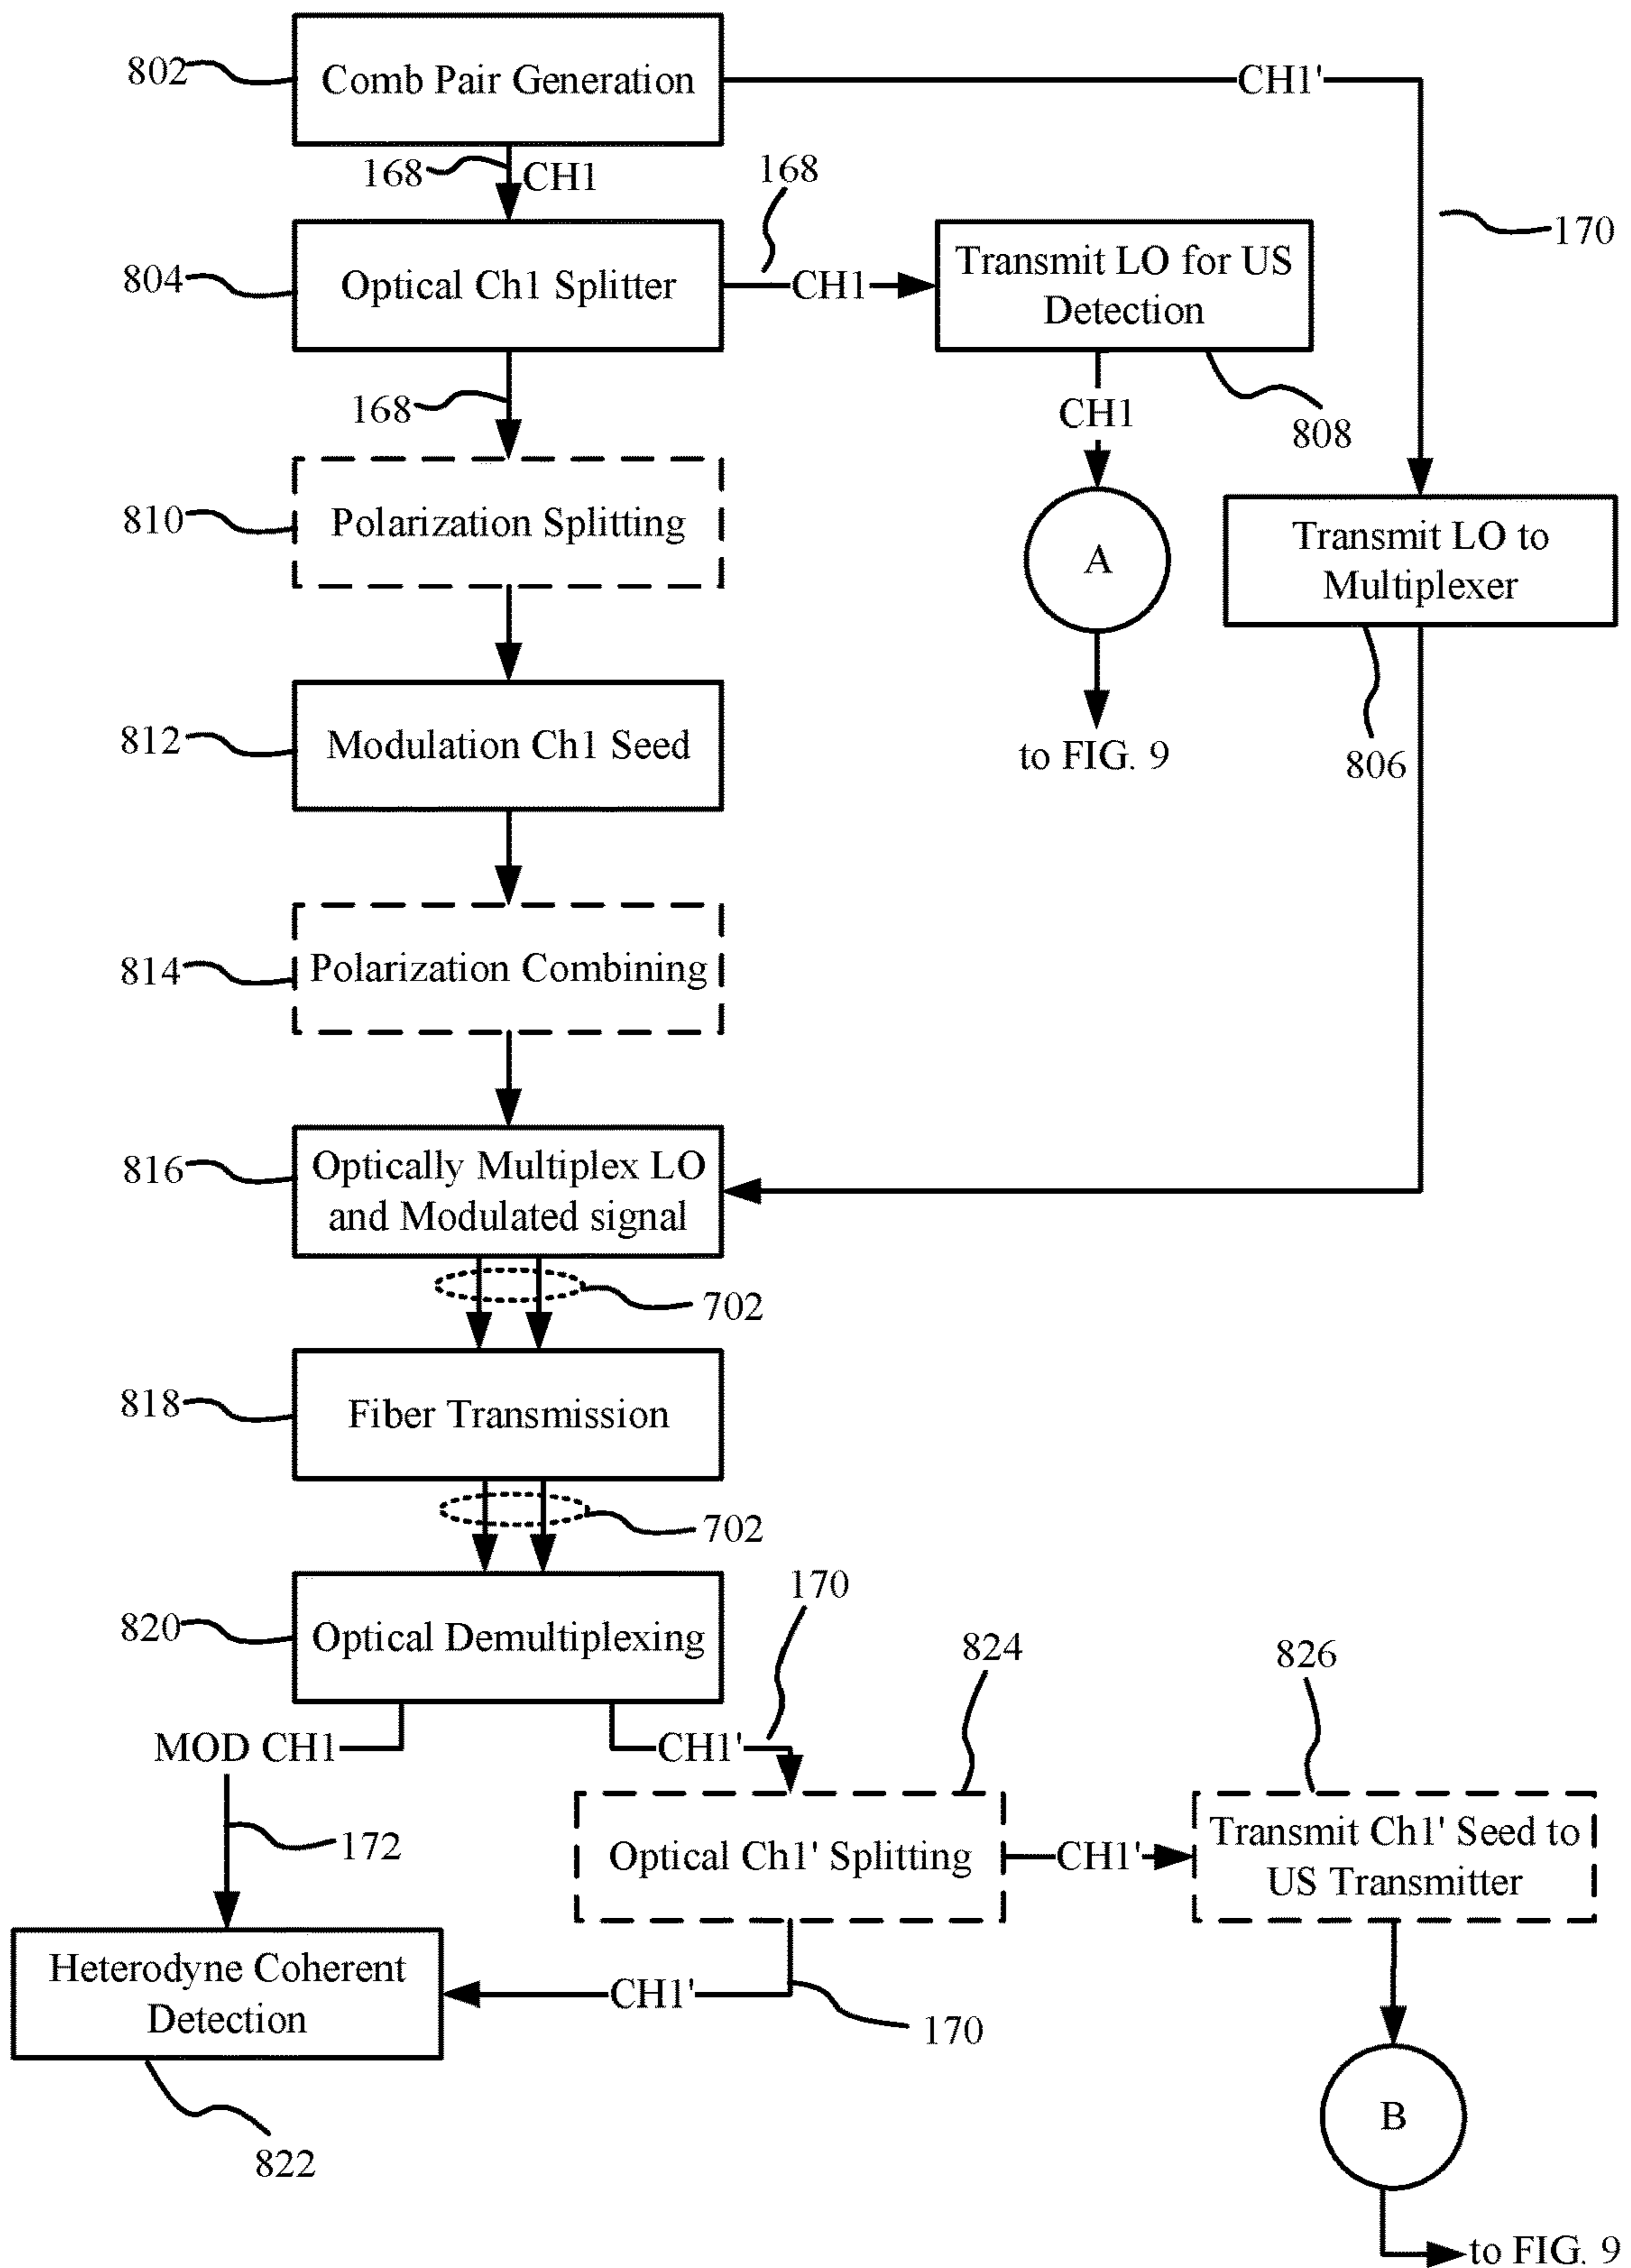 802
Comb Pair Generation
CH1'
168
CH1
168
170
804
Optical Ch1 Splitter
CH1
Transmit LO for US
Detection
168
CH1
808
810
Polarization Splitting
A
Transmit LO to
Multiplexer
812
Modulation Ch1 Seed
to FIG. 9
806
814
Polarization Combining
816
Optically Multiplex LO
and Modulated signal
702
818
Fiber Transmission
702
820
Optical Demultiplexing
170
824
826
MOD CH1
CH1'
172
Optical Ch1' Splitting
CH1'
Transmit Ch1' Seed to
US Transmitter
Heterodyne Coherent
Detection
CH1'
170
822
B
to FIG. 9